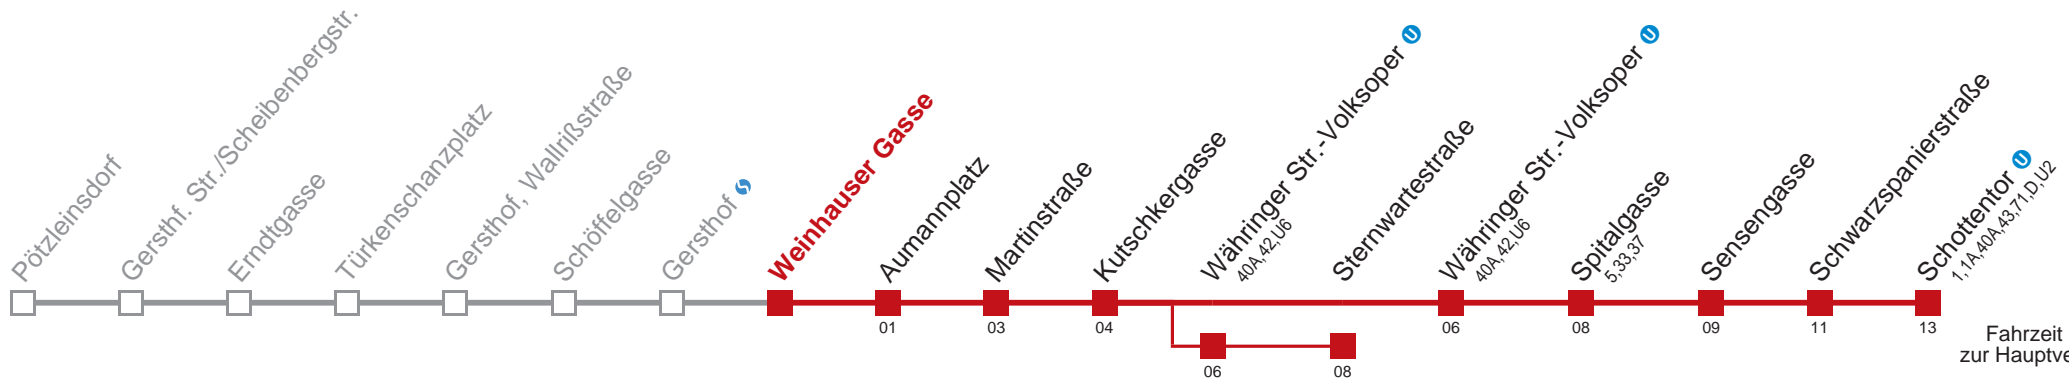 Pötzleinsdorf
Gersthf. Str./Scheibenbergstr.
Erndtgasse
Türkenschanzplatz
Gersthof, Wallrißstraße
Schöffelgasse
Gersthof S
Weinhauser Gasse
Aumannplatz
Martinstraße
Kutschkergasse
Währinger Str.-Volksoper U
40A,42,U6
Sternwartestraße
Währinger Str.-Volksoper U
40A,42,U6
Spitalgasse
5,33,37
Sensengasse
Schwarzspanierstraße
Schottentor U
1,1A,40A,43,71,D,U2
01
03
04
06
08
09
11
13
06
08
Fahrzeit
zur Hauptve